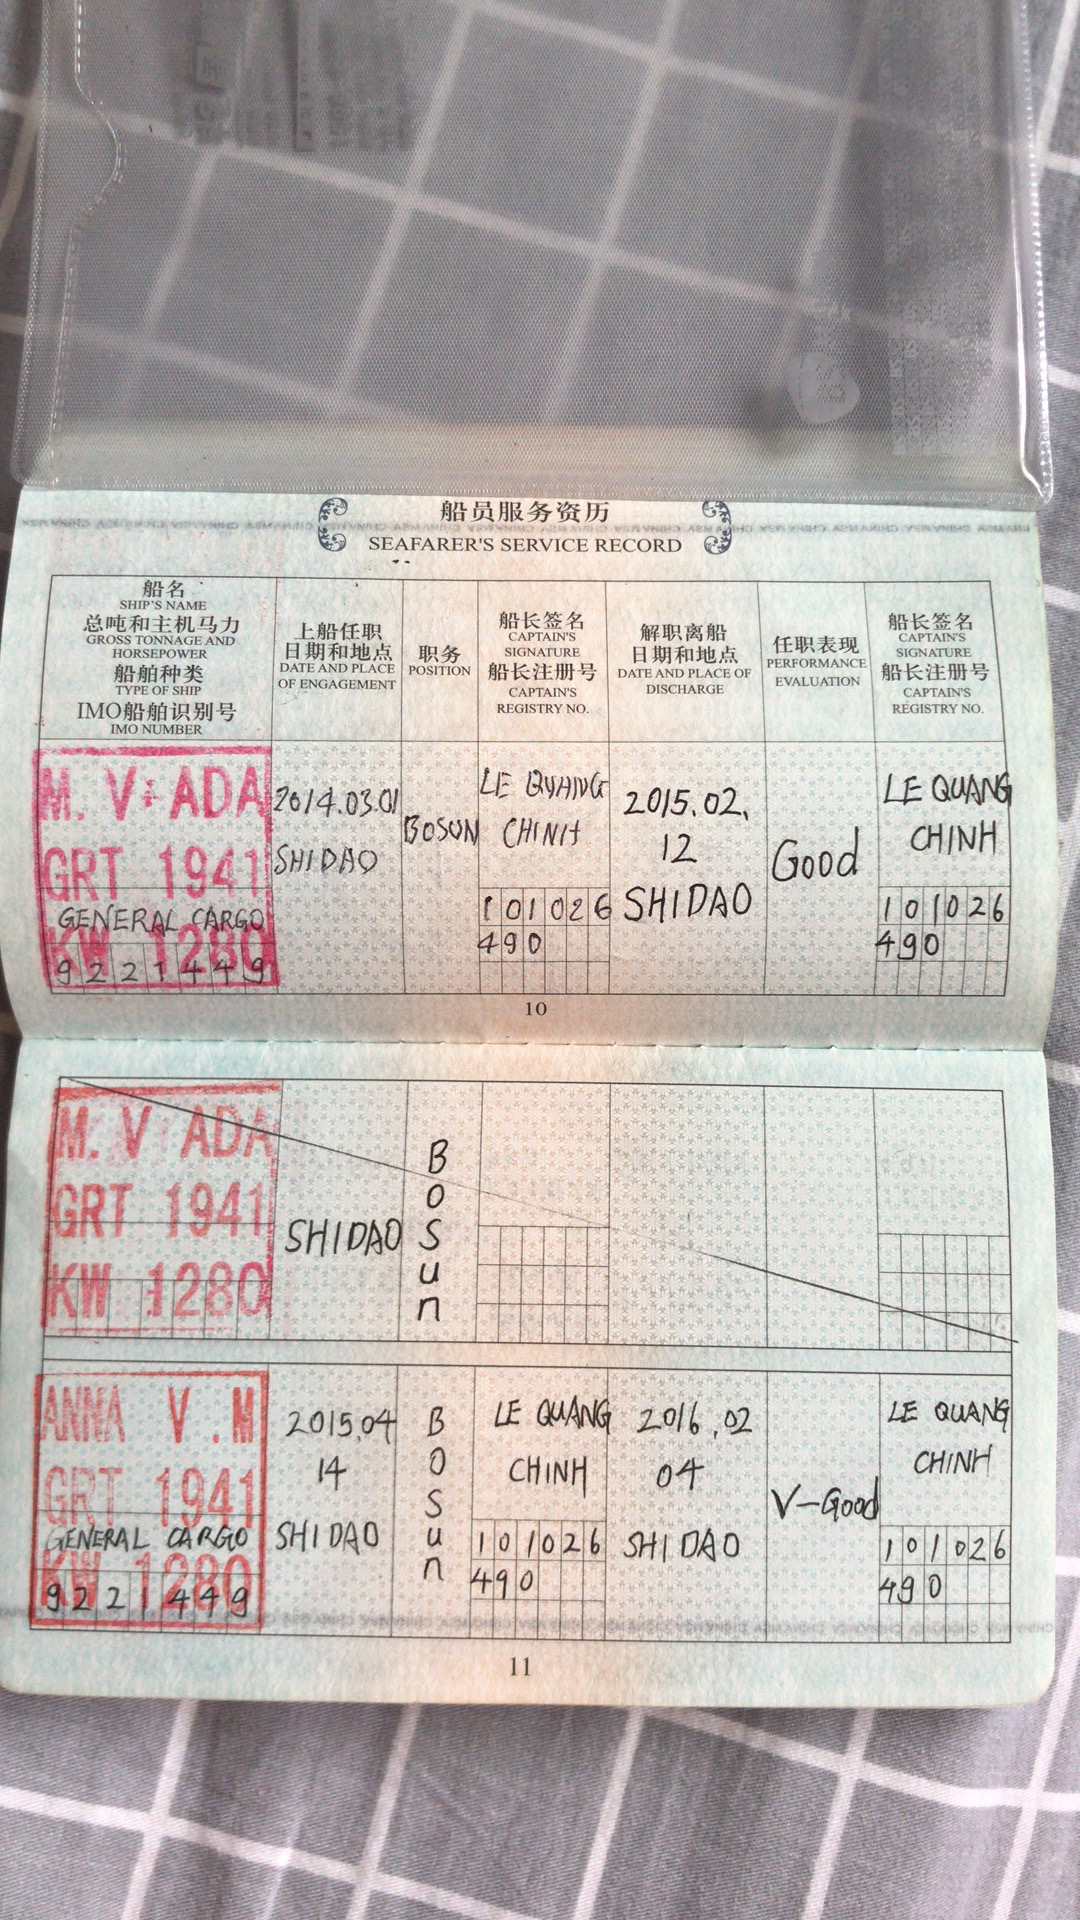 船员服务资历
SEAFARER'S SERVICE RECORD
船名
SHIP'S NAME
总吨和主机马力
GROSS TONNAGE AND
HORSEPOWER
船舶种类
TYPE OF SHIP
IMO船舶识别号
IMO NUMBER
上船任职
日期和地点
DATE AND PLACE
OF ENGAGEMENT
职务
POSITION
船长签名
CAPTAIN'S
SIGNATURE
船长注册号
CAPTAIN'S
REGISTRY NO.
解职离船
日期和地点
DATE AND PLACE OF
DISCHARGE
任职表现
PERFORMANCE
EVALUATION
船长签名
CAPTAIN'S
SIGNATURE
船长注册号
CAPTAIN'S
REGISTRY NO.
M. V: ADA
GRT 1941
GENERAL CARGO
KW 1280
9221449
2014.03.01
SHIDAO
BOSUN
LE QUANG
CHINH
101026
490
2015.02.
12
SHIDAO
Good
LE QUANG
CHINH
101026
490
10
M. V ADA
GRT 1941
KW 1280
SHIDAO
B
o
S
u
n
ANNA V.M
GRT 1941
GENERAL CARGO
KW 1280
9221449
2015.04
14
SHIDAO
B
o
S
u
n
LE QUANG
CHINH
101026
490
2016.02
04
SHIDAO
V-Good
LE QUANG
CHINH
101026
490
11